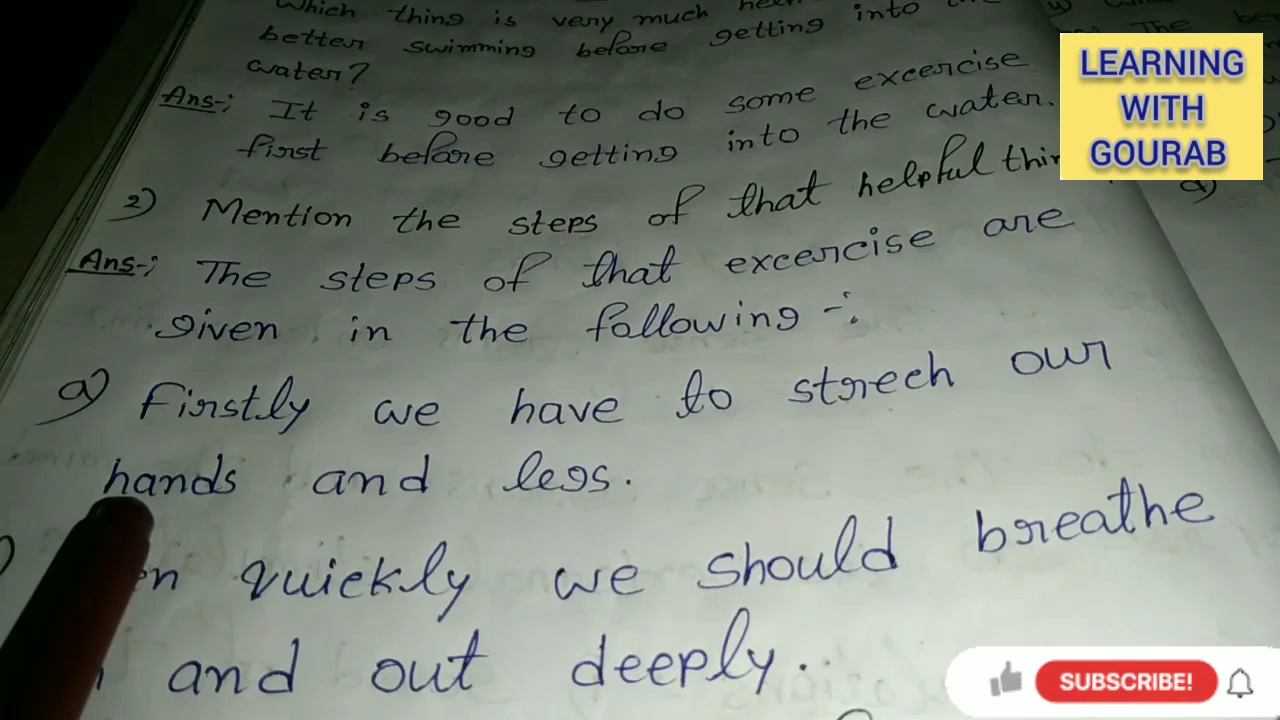 Which thing is very much
better swimming before getting into
water?
Ans-: It is good to do some excercise
first before getting into the water.
2) Mention the steps of that helpful
Ans-: The steps of that excercise are
given in the following -:
a) Firstly we have to strech our
hands and legs.
quickly we should breathe
and out deeply.
LEARNING
WITH
GOURAB
SUBSCRIBE!